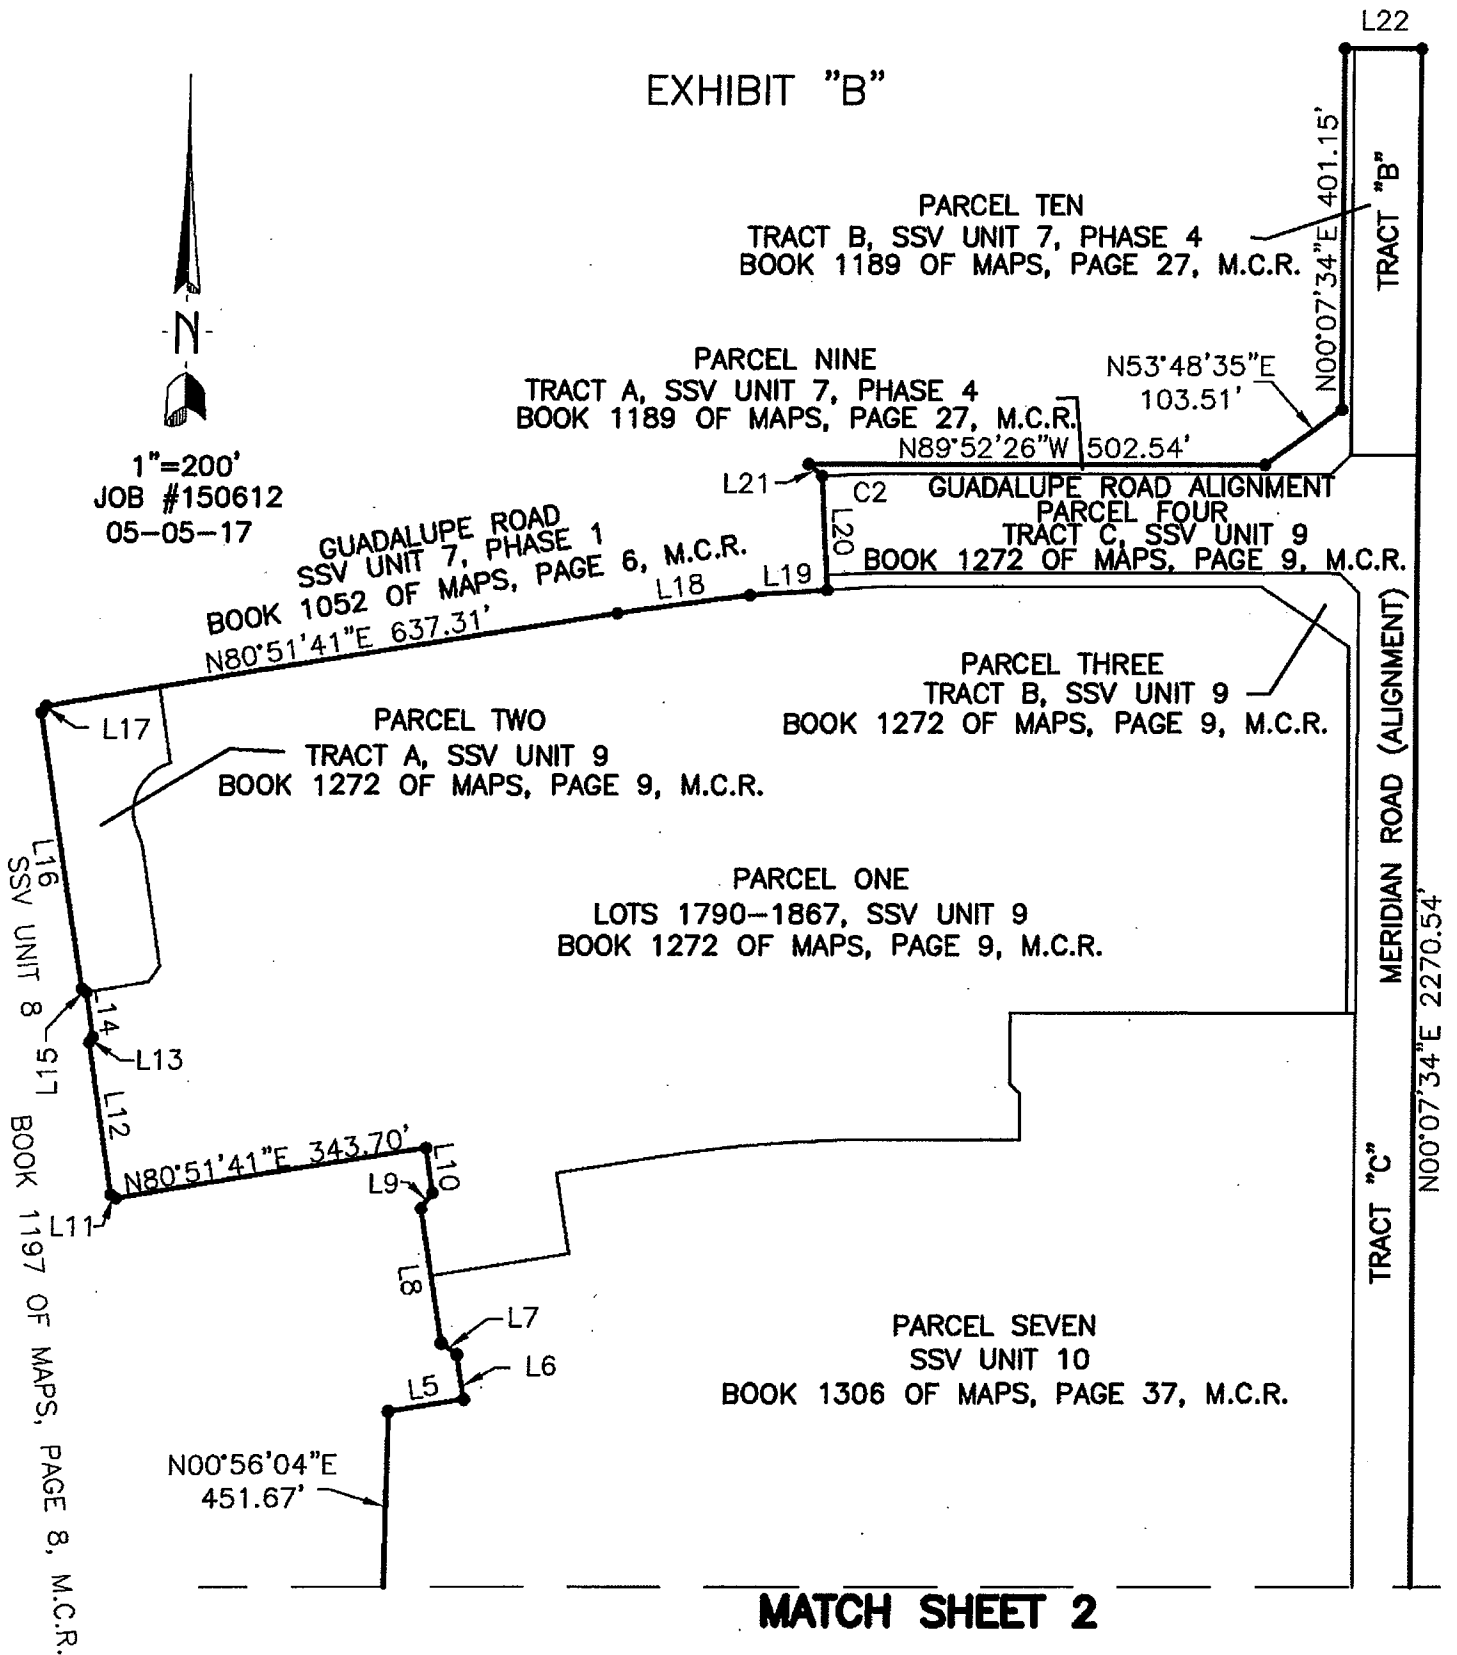 L22
EXHIBIT "B"
N00°07'34"E 401.15'
TRACT "B"
PARCEL TEN
TRACT B, SSV UNIT 7, PHASE 4
BOOK 1189 OF MAPS, PAGE 27, M.C.R.
N
PARCEL NINE
TRACT A, SSV UNIT 7, PHASE 4
BOOK 1189 OF MAPS, PAGE 27, M.C.R.
N53°48'35"E
103.51'
N89°52'26"W 502.54'
1"=200'
JOB #150612
05-05-17
L21
C2
L20
GUADALUPE ROAD ALIGNMENT
PARCEL FOUR
TRACT C, SSV UNIT 9
BOOK 1272 OF MAPS, PAGE 9, M.C.R.
GUADALUPE ROAD
SSV UNIT 7, PHASE 1
BOOK 1052 OF MAPS, PAGE 6, M.C.R.
N80°51'41"E 637.31'
L18
L19
PARCEL THREE
TRACT B, SSV UNIT 9
BOOK 1272 OF MAPS, PAGE 9, M.C.R.
MERIDIAN ROAD (ALIGNMENT)
L17
PARCEL TWO
TRACT A, SSV UNIT 9
BOOK 1272 OF MAPS, PAGE 9, M.C.R.
L16
PARCEL ONE
LOTS 1790-1867, SSV UNIT 9
BOOK 1272 OF MAPS, PAGE 9, M.C.R.
N00°07'34"E 2270.54'
SSV UNIT 8
BOOK 1197 OF MAPS, PAGE 8, M.C.R.
L14
L15
L13
L12
N80°51'41"E 343.70'
L10
L9
L11
TRACT "C"
L8
L7
L6
L5
PARCEL SEVEN
SSV UNIT 10
BOOK 1306 OF MAPS, PAGE 37, M.C.R.
N00°56'04"E
451.67'
MATCH SHEET 2